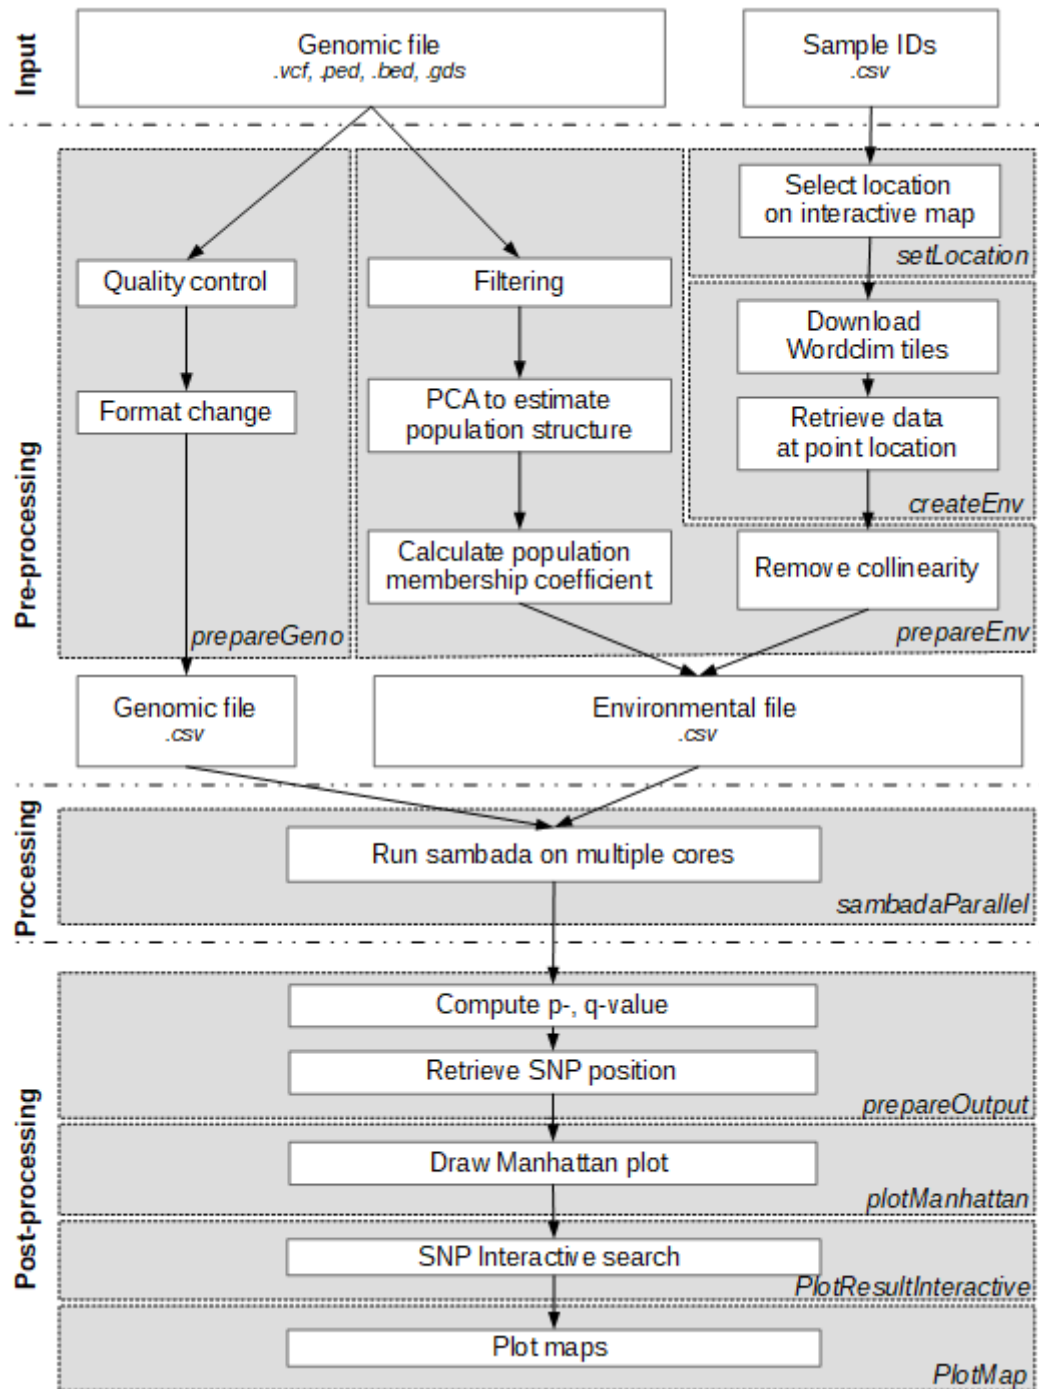 Input
Genomic file
.vcf, .ped, .bed, .gds
Sample IDs
.csv
Pre-processing
Select location
on interactive map
setLocation
Quality control
Filtering
Download
Wordclim tiles
Format change
PCA to estimate
population structure
Retrieve data
at point location
createEnv
Calculate population
membership coefficient
Remove collinearity
prepareGeno
prepareEnv
Genomic file
.csv
Environmental file
.csv
Processing
Run sambada on multiple cores
sambadaParallel
Post-processing
Compute p-, q-value
Retrieve SNP position
prepareOutput
Draw Manhattan plot
plotManhattan
SNP Interactive search
PlotResultInteractive
Plot maps
PlotMap